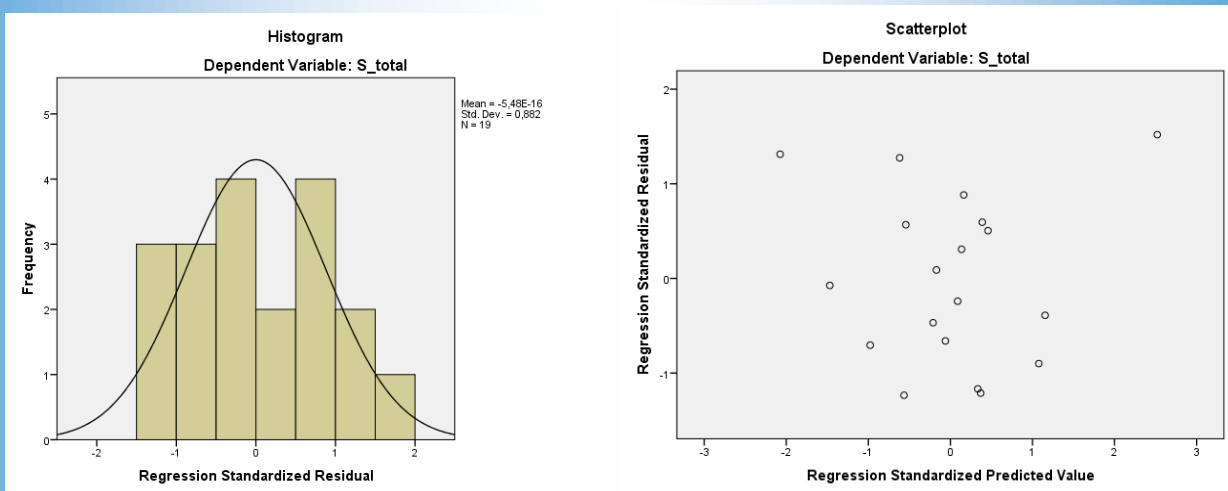 Histogram
Dependent Variable: S_total
Mean = -5,48E-16
Std. Dev. = 0,882
N = 19
Frequency
5
4
3
2
1
0
-2
-1
0
1
2
Regression Standardized Residual
Scatterplot
Dependent Variable: S_total
Regression Standardized Residual
2
1
0
-1
-3
-2
-1
0
1
2
3
Regression Standardized Predicted Value